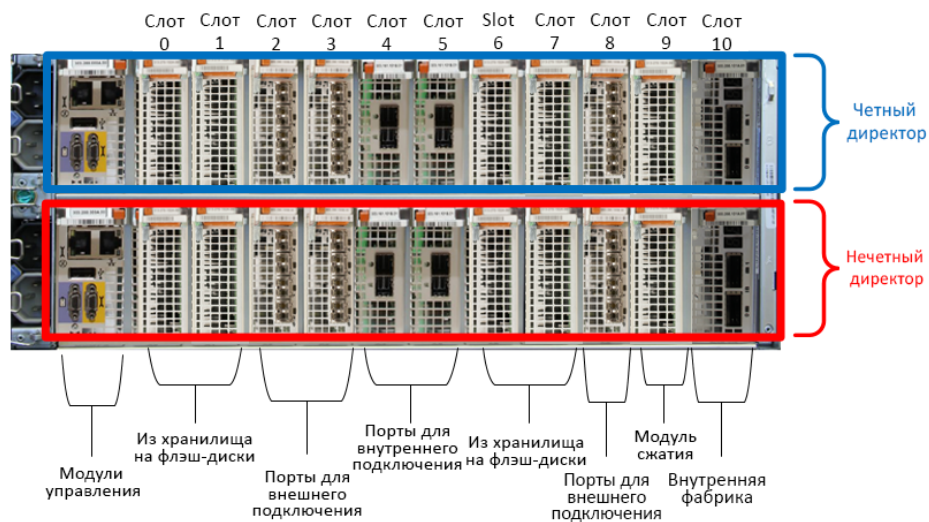 Слот 0
Слот 1
Слот 2
Слот 3
Слот 4
Слот 5
Slot 6
Слот 7
Слот 8
Слот 9
Слот 10
Четный
директор
Нечетный
директор
Модули
управления
Из хранилища
на флэш-диски
Порты для
внешнего
подключения
Порты для
внутреннего
подключения
Из хранилища
на флэш-диски
Порты для
внешнего
подключения
Модуль
сжатия
Внутренняя
фабрика